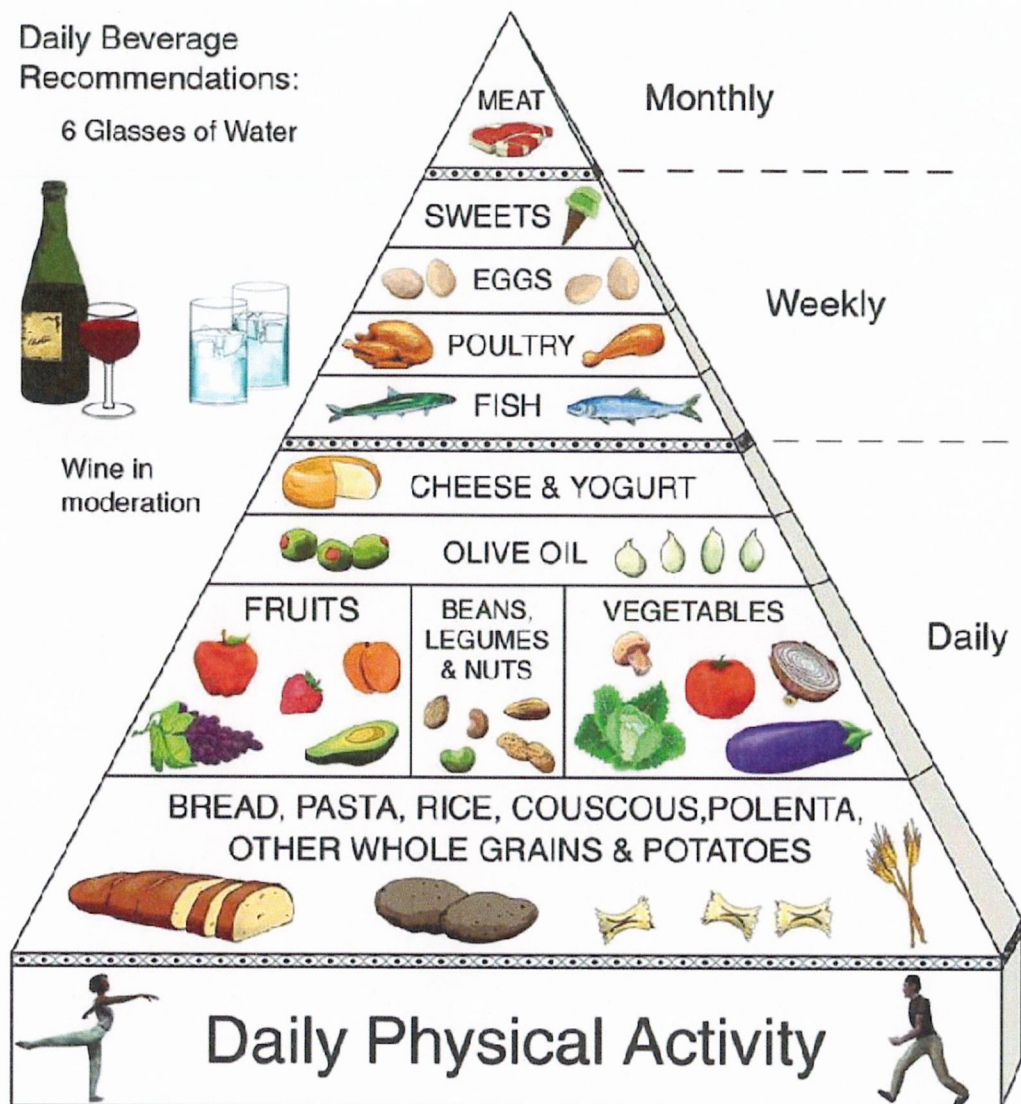 Daily Beverage
Recommendations:
6 Glasses of Water
Wine in
moderation
MEAT
Monthly
SWEETS
EGGS
POULTRY
FISH
Weekly
CHEESE & YOGURT
OLIVE OIL
FRUITS
BEANS,
LEGUMES
& NUTS
VEGETABLES
Daily
BREAD, PASTA, RICE, COUSCOUS,POLENTA,
OTHER WHOLE GRAINS & POTATOES
Daily Physical Activity